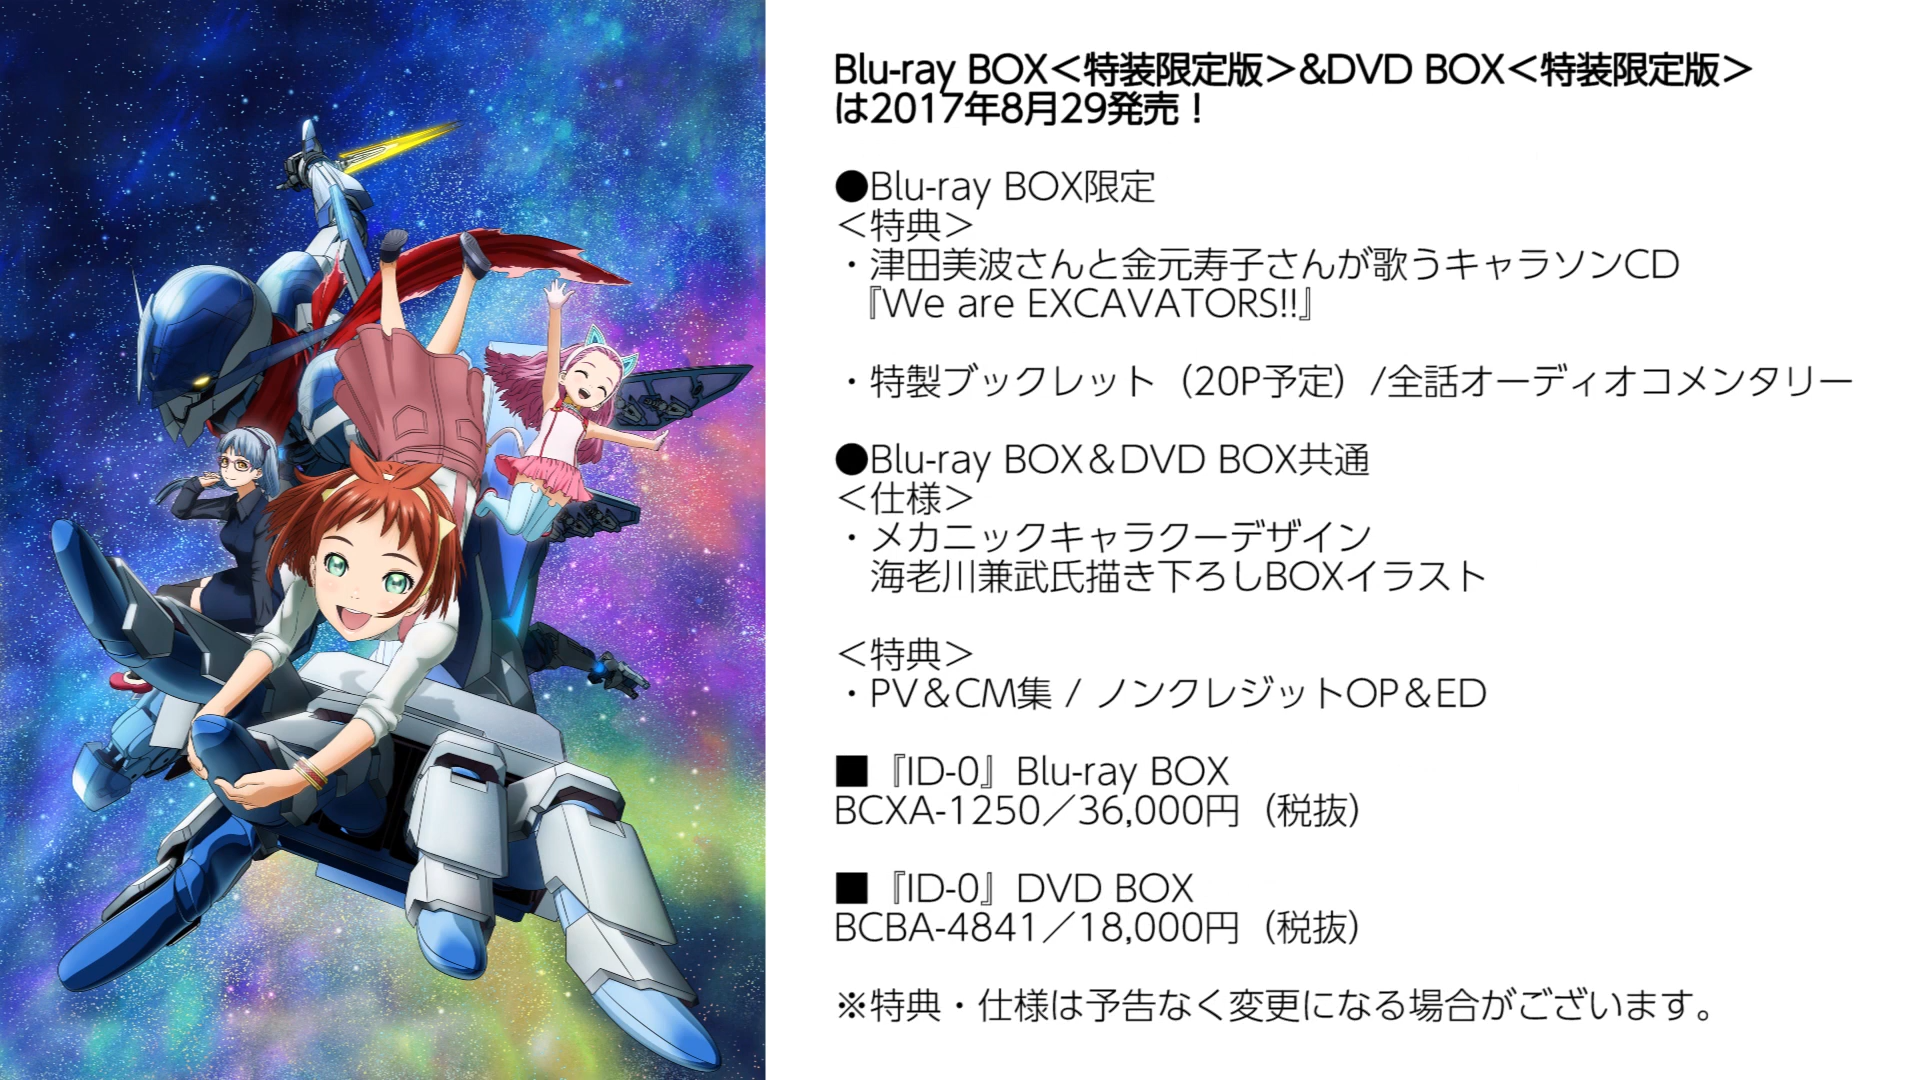 Blu-ray BOX＜特装限定版＞&DVD BOX＜特装限定版＞
は2017年8月29発売！
●Blu-ray BOX限定
＜特典＞
・津田美波さんと金元寿子さんが歌うキャラソンCD
『We are EXCAVATORS!!』
・特製ブックレット（20P予定）/全話オーディオコメンタリー
●Blu-ray BOX＆DVD BOX共通
＜仕様＞
・メカニックキャラクーデザイン
海老川兼武氏描き下ろしBOXイラスト
＜特典＞
・PV＆CM集 / ノンクレジットOP＆ED
■『ID-0』Blu-ray BOX
BCXA-1250／36,000円（税抜）
■『ID-0』DVD BOX
BCBA-4841／18,000円（税抜）
※特典・仕様は予告なく変更になる場合がございます。